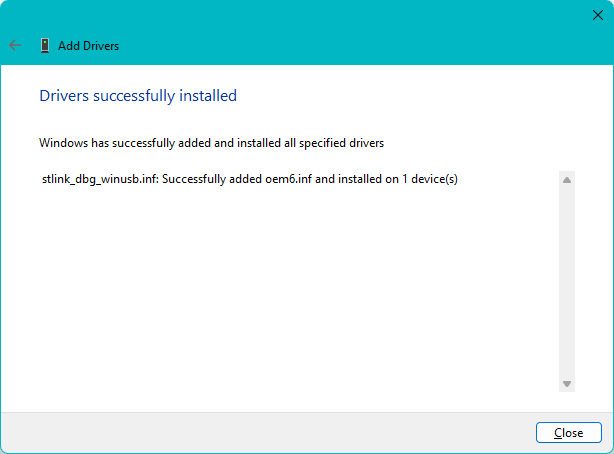 Add Drivers
Drivers successfully installed
Windows has successfully added and installed all specified drivers
stlink_dbg_winusb.inf: Successfully added oem6.inf and installed on 1 device(s)
Close